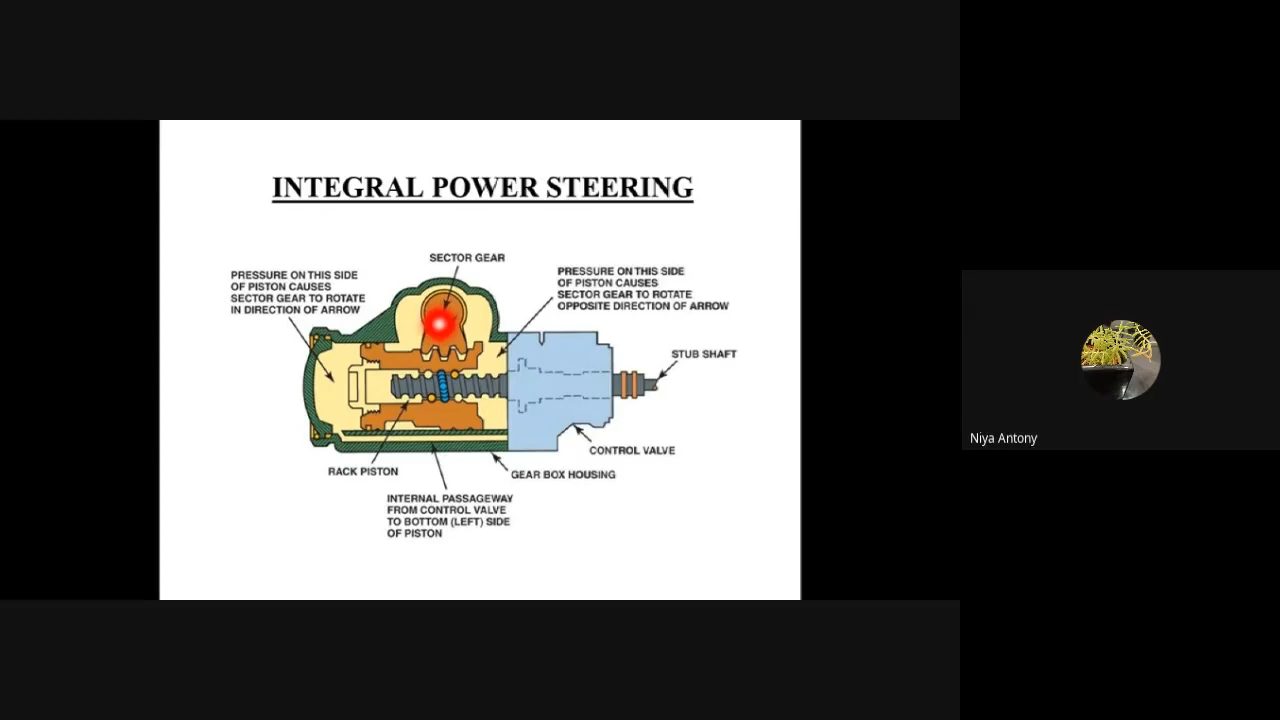 INTEGRAL POWER STEERING
SECTOR GEAR
PRESSURE ON THIS SIDE
OF PISTON CAUSES
SECTOR GEAR TO ROTATE
IN DIRECTION OF ARROW
PRESSURE ON THIS SIDE
OF PISTON CAUSES
SECTOR GEAR TO ROTATE
OPPOSITE DIRECTION OF ARROW
STUB SHAFT
CONTROL VALVE
RACK PISTON
GEAR BOX HOUSING
INTERNAL PASSAGEWAY
FROM CONTROL VALVE
TO BOTTOM (LEFT) SIDE
OF PISTON
Niya Antony